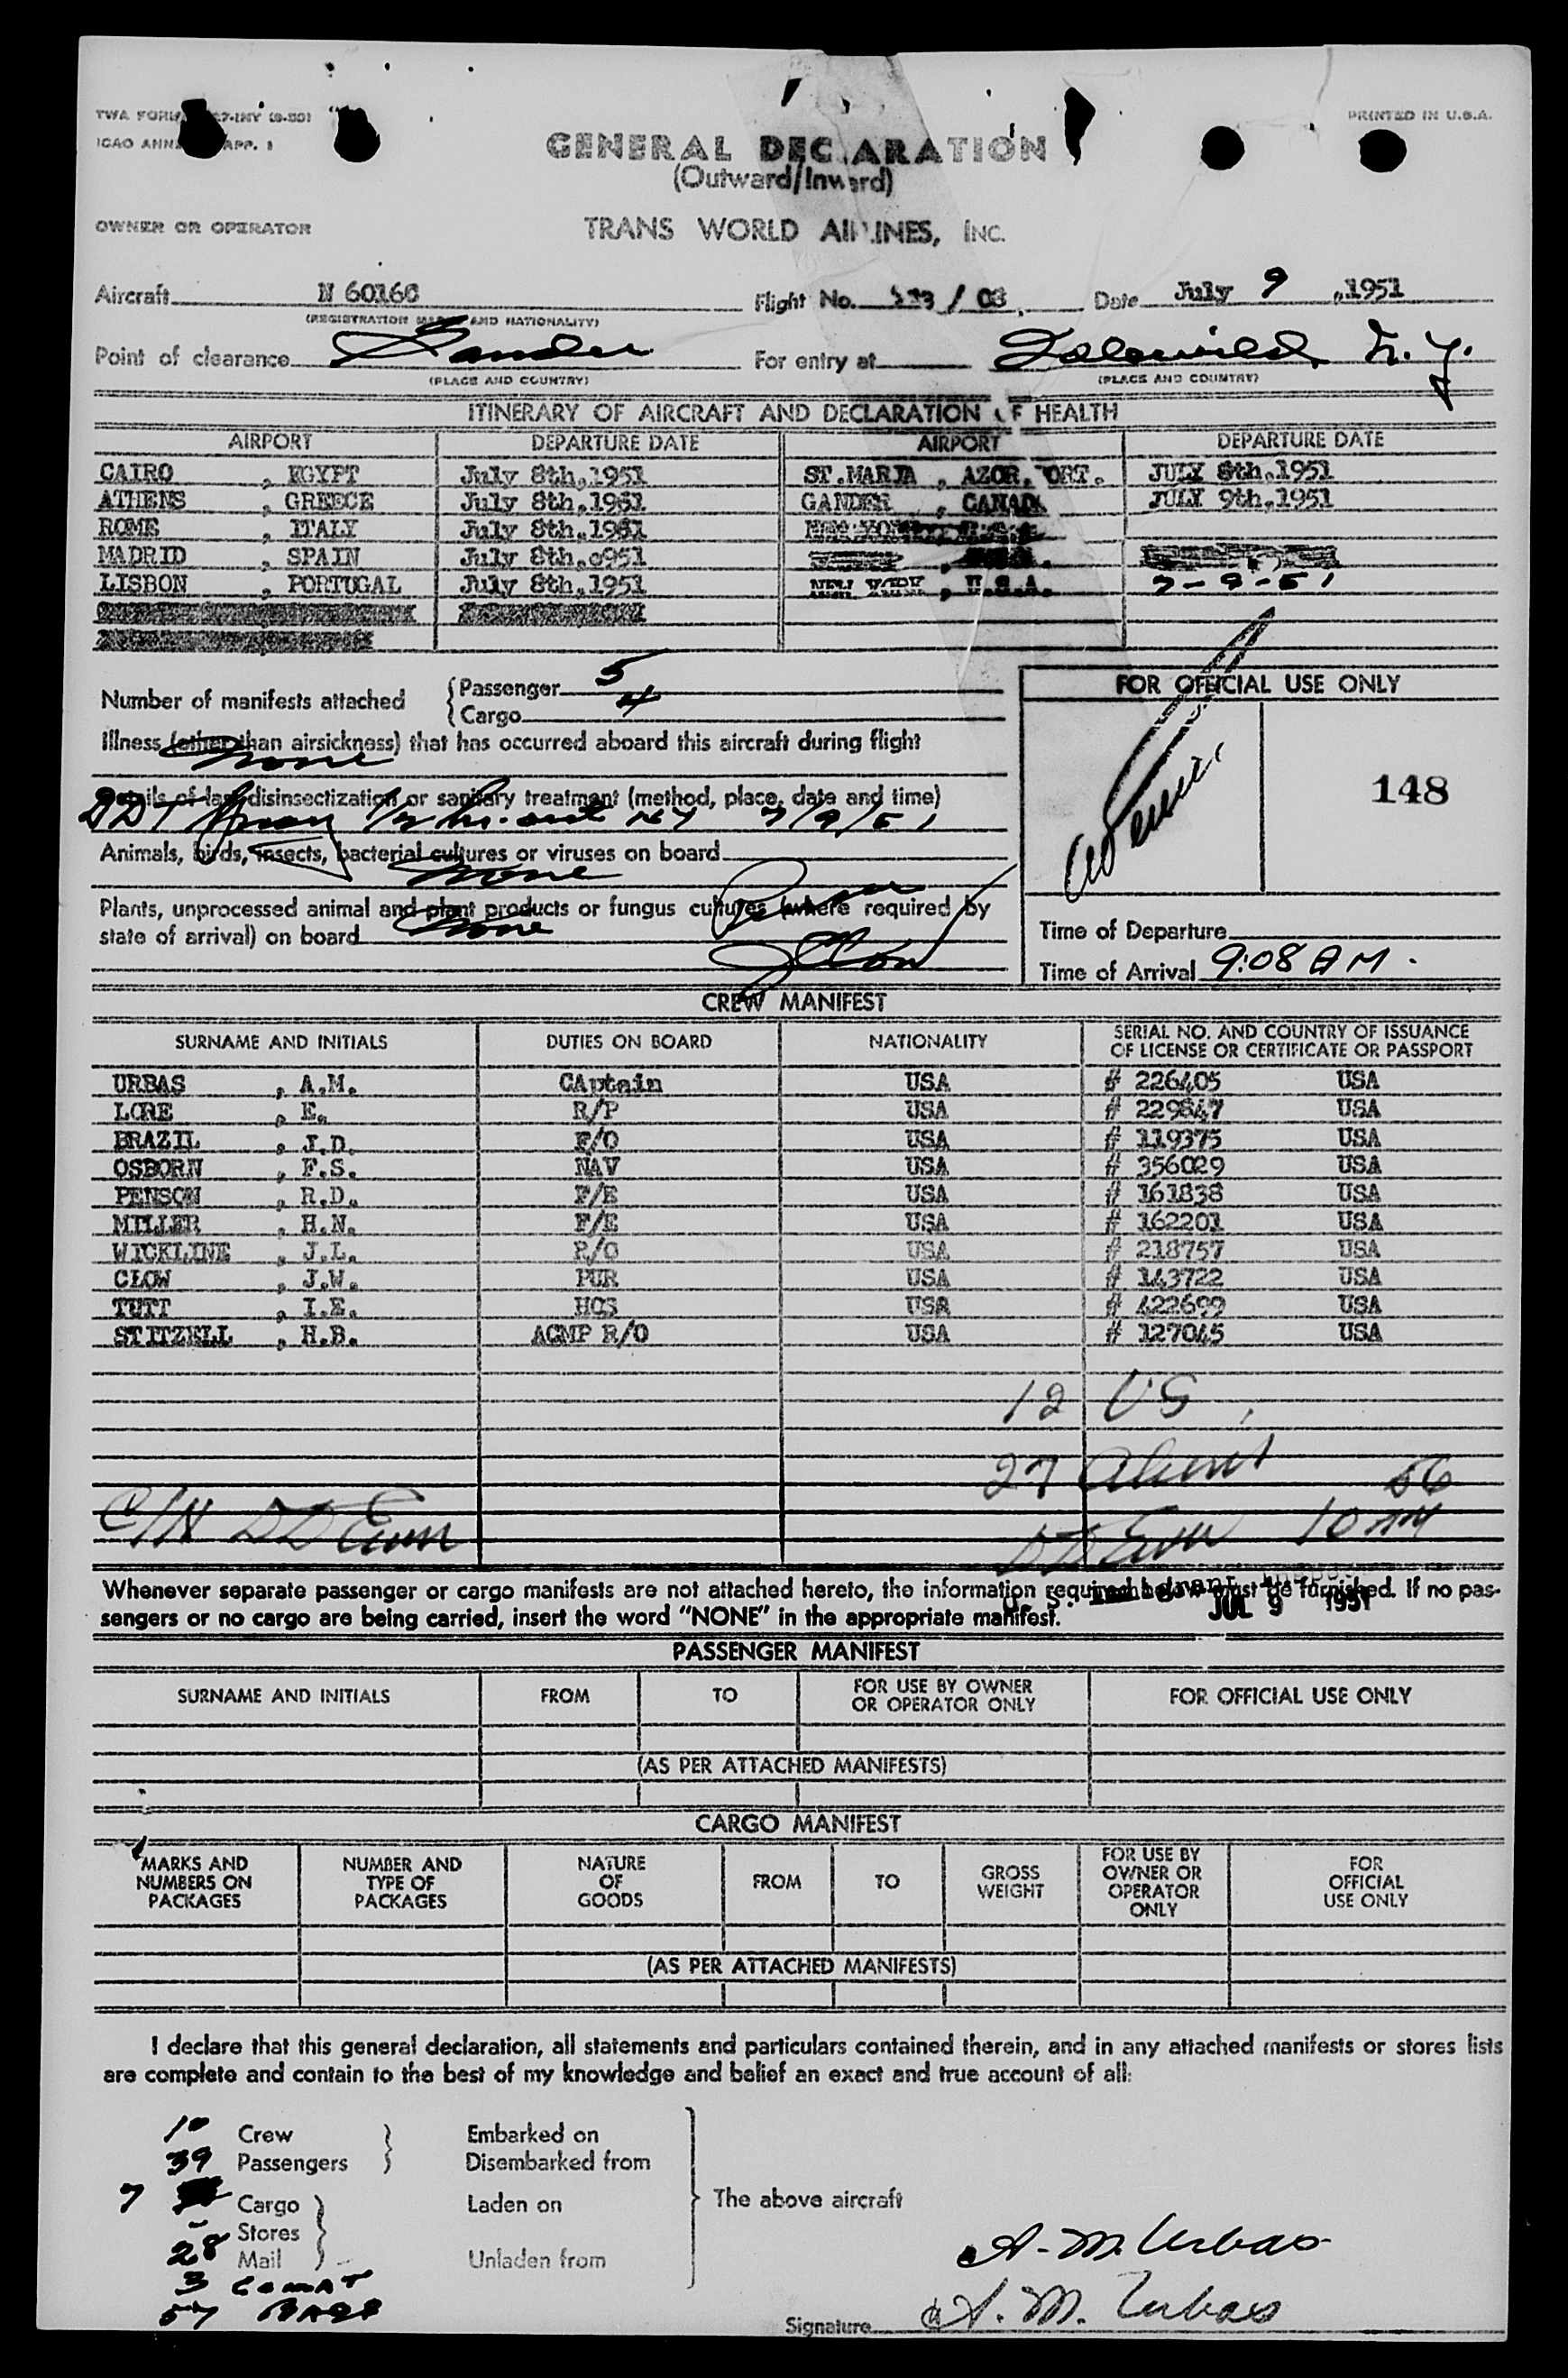 PRINTED IN U.S.A.
GENERAL DECLARATION
(Outward/Inward)
OWNER OR OPERATOR TRANS WORLD AIRLINES, INC.
Aircraft N 6016C Flight No. / 08 Date July 9, 1951
(REGISTRATION MARKS AND NATIONALITY)
Point of clearance Gander For entry at Idlewild, N.Y.
(PLACE AND COUNTRY) (PLACE AND COUNTRY)
ITINERARY OF AIRCRAFT AND DECLARATION OF HEALTH
AIRPORT DEPARTURE DATE AIRPORT DEPARTURE DATE
CAIRO , EGYPT July 8th,1951 ST.MARIA , AZOR. PORT. JULY 8th,1951
ATHENS , GREECE July 8th,1951 GANDER , CANADA JULY 9th,1951
ROME , ITALY July 8th,1951
MADRID , SPAIN July 8th,c951
LISBON , PORTUGAL July 8th,1951 NEW YORK , U.S.A. 7-9-51
Number of manifests attached Passenger 5
Cargo 4
FOR OFFICIAL USE ONLY
Illness (other than airsickness) that has occurred aboard this aircraft during flight
none
Details of last disinsectization or sanitary treatment (method, place, date and time)
148
DDT 1/2 hr. out NY 7/9/51
Animals, birds, insects, bacterial cultures or viruses on board
none
Plants, unprocessed animal and plant products or fungus cultures (where required by
state of arrival) on board none
Clow
Time of Departure
Time of Arrival 9:08 AM.
CREW MANIFEST
SURNAME AND INITIALS DUTIES ON BOARD NATIONALITY SERIAL NO. AND COUNTRY OF ISSUANCE OF LICENSE OR CERTIFICATE OR PASSPORT
URBAS , A.M. CAptain USA # 226405 USA
LORE , E. R/P USA # 229847 USA
BRAZIL , J.D. F/O USA # 119375 USA
OSBORN , F.S. NAV USA # 356029 USA
PENSON , R.D. F/E USA # 161838 USA
MILLER , H.N. F/E USA # 162201 USA
WICKLINE , J.L. R/O USA # 218757 USA
CLOW , J.W. PUR USA # 143722 USA
TUTT , I.E. HOS USA # 422699 USA
STITZELL , H.B. ACMP R/O USA # 127045 USA
12 US
27 Aliens
10 AM
Whenever separate passenger or cargo manifests are not attached hereto, the information required below must be furnished. If no pas-
sengers or no cargo are being carried, insert the word "NONE" in the appropriate manifest.
JUL 9 1951
PASSENGER MANIFEST
SURNAME AND INITIALS FROM TO FOR USE BY OWNER OR OPERATOR ONLY FOR OFFICIAL USE ONLY
(AS PER ATTACHED MANIFESTS)
CARGO MANIFEST
MARKS AND NUMBERS ON PACKAGES NUMBER AND TYPE OF PACKAGES NATURE OF GOODS FROM TO GROSS WEIGHT FOR USE BY OWNER OR OPERATOR ONLY FOR OFFICIAL USE ONLY
(AS PER ATTACHED MANIFESTS)
I declare that this general declaration, all statements and particulars contained therein, and in any attached manifests or stores lists
are complete and contain to the best of my knowledge and belief an exact and true account of all:
10 Crew Embarked on
39 Passengers Disembarked from
7 Cargo Laden on The above aircraft
- Stores
28 Mail Unladen from
A. M. Urbas
3 COMAT
57 BAGS
Signature A. M. Urbas